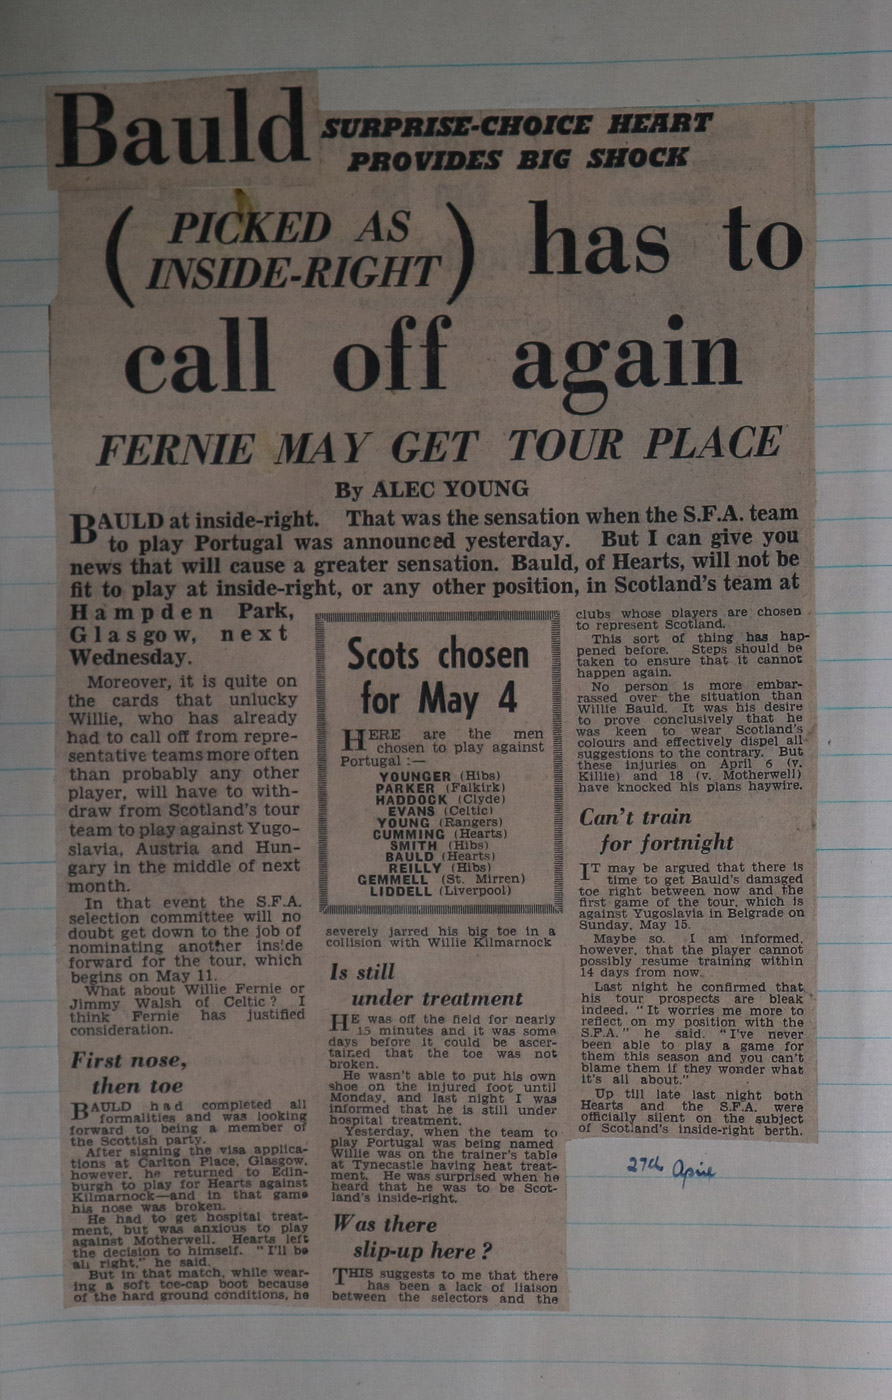 Bauld SURPRISE-CHOICE HEART
PROVIDES BIG SHOCK
(PICKED AS
INSIDE-RIGHT) has to
call off again
FERNIE MAY GET TOUR PLACE
By ALEC YOUNG
BAULD at inside-right. That was the sensation when the S.F.A. team
to play Portugal was announced yesterday. But I can give you
news that will cause a greater sensation. Bauld, of Hearts, will not be
fit to play at inside-right, or any other position, in Scotland's team at
Hampden Park,
Glasgow, next
Wednesday.
Moreover, it is quite on
the cards that unlucky
Willie, who has already
had to call off from repre-
sentative teams more often
than probably any other
player, will have to with-
draw from Scotland's tour
team to play against Yugo-
slavia, Austria and Hun-
gary in the middle of next
month.
In that event the S.F.A.
selection committee will no
doubt get down to the job of
nominating another inside
forward for the tour, which
begins on May 11.
What about Willie Fernie or
Jimmy Walsh of Celtic? I
think Fernie has justified
consideration.
First nose,
then toe
BAULD had completed all
formalities and was looking
forward to being a member of
the Scottish party.
After signing the visa applica-
tions at Carlton Place, Glasgow,
however, he returned to Edin-
burgh to play for Hearts against
Kilmarnock—and in that game
his nose was broken.
He had to get hospital treat-
ment, but was anxious to play
against Motherwell. Hearts left
the decision to himself. "I'll be
all right," he said.
But in that match, while wear-
ing a soft toe-cap boot because
of the hard ground conditions, he
Scots chosen
for May 4
HERE are the men
chosen to play against
Portugal:—
YOUNGER (Hibs)
PARKER (Falkirk)
HADDOCK (Clyde)
EVANS (Celtic)
YOUNG (Rangers)
CUMMING (Hearts)
SMITH (Hibs)
BAULD (Hearts)
REILLY (Hibs)
GEMMELL (St. Mirren)
LIDDELL (Liverpool)
severely jarred his big toe in a
collision with Willie Kilmarnock
Is still
under treatment
HE was off the field for nearly
15 minutes and it was some
days before it could be ascer-
tained that the toe was not
broken.
He wasn't able to put his own
shoe on the injured foot until
Monday, and last night I was
informed that he is still under
hospital treatment.
Yesterday, when the team to
play Portugal was being named
Willie was on the trainer's table
at Tynecastle having heat treat-
ment. He was surprised when he
heard that he was to be Scot-
land's inside-right.
Was there
slip-up here?
THIS suggests to me that there
has been a lack of liaison
between the selectors and the
clubs whose players are chosen
to represent Scotland.
This sort of thing has hap-
pened before. Steps should be
taken to ensure that it cannot
happen again.
No person is more embar-
rassed over the situation than
Willie Bauld. It was his desire
to prove conclusively that he
was keen to wear Scotland's
colours and effectively dispel all
suggestions to the contrary. But
these injuries on April 6 (v.
Killie) and 18 (v. Motherwell)
have knocked his plans haywire.
Can't train
for fortnight
IT may be argued that there is
time to get Bauld's damaged
toe right between now and the
first game of the tour, which is
against Yugoslavia in Belgrade on
Sunday, May 15.
Maybe so. I am informed,
however, that the player cannot
possibly resume training within
14 days from now.
Last night he confirmed that
his tour prospects are bleak
indeed. "It worries me more to
reflect on my position with the
S.F.A." he said. "I've never
been able to play a game for
them this season and you can't
blame them if they wonder what
it's all about."
Up till late last night both
Hearts and the S.F.A. were
officially silent on the subject
of Scotland's inside-right berth.
27th April